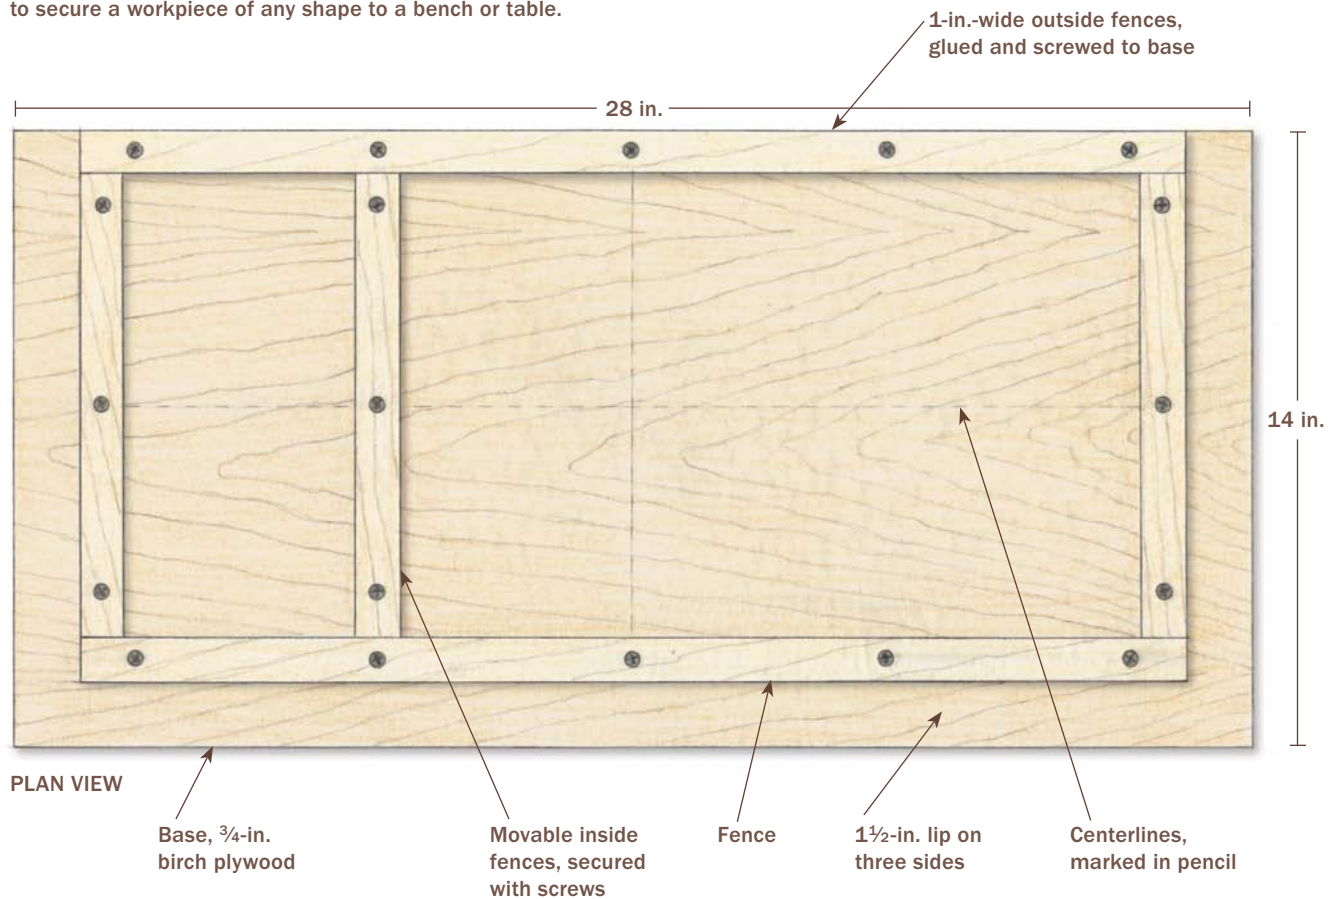 to secure a workpiece of any shape to a bench or table.
1-in.-wide outside fences,
glued and screwed to base
28 in.
14 in.
PLAN VIEW
Base, ¾-in.
birch plywood
Movable inside
fences, secured
with screws
Fence
1½-in. lip on
three sides
Centerlines,
marked in pencil